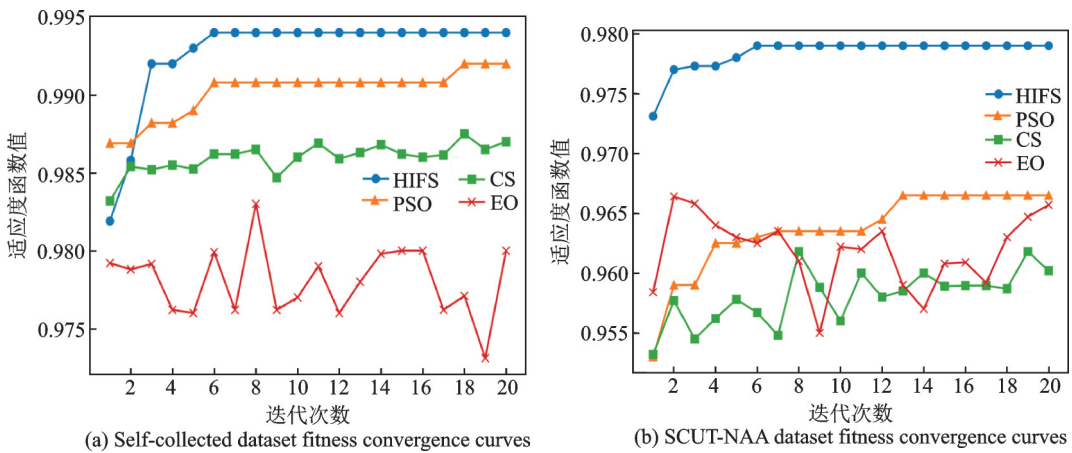 0.995
0.990
0.985
0.980
0.975
适应度函数值
HIFS
PSO
CS
EO
2 4 6 8 10 12 14 16 18 20
迭代次数
(a) Self-collected dataset fitness convergence curves
0.980
0.975
0.970
0.965
0.960
0.955
适应度函数值
HIFS
PSO
CS
EO
2 4 6 8 10 12 14 16 18 20
迭代次数
(b) SCUT-NAA dataset fitness convergence curves